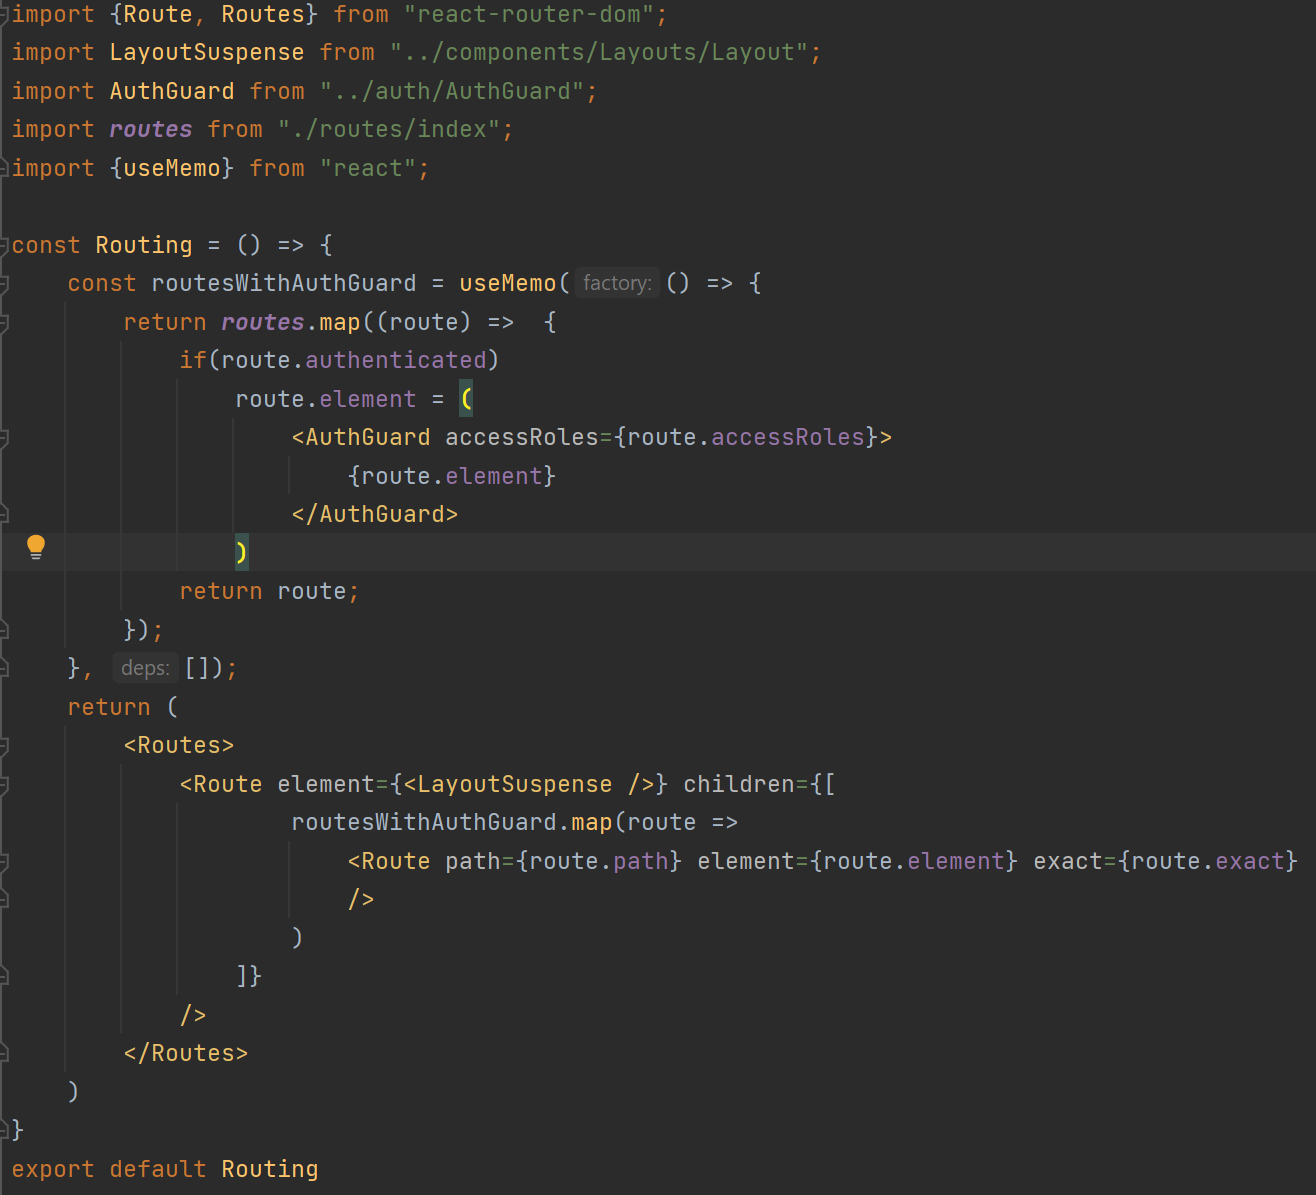 import {Route, Routes} from "react-router-dom";
import LayoutSuspense from "../components/Layouts/Layout";
import AuthGuard from "../auth/AuthGuard";
import routes from "./routes/index";
import {useMemo} from "react";
const Routing = () => {
    const routesWithAuthGuard = useMemo( factory: () => {
        return routes.map((route) =>  {
            if(route.authenticated)
                route.element = (
                    <AuthGuard accessRoles={route.accessRoles}>
                        {route.element}
                    </AuthGuard>
                )
            return route;
        });
    }, deps: []);
    return (
        <Routes>
            <Route element={<LayoutSuspense />} children={[
                    routesWithAuthGuard.map(route =>
                        <Route path={route.path} element={route.element} exact={route.exact}
                        />
                    )
                ]}
            />
        </Routes>
    )
}
export default Routing